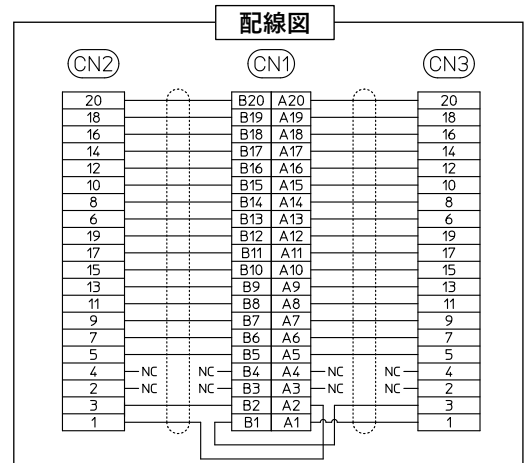 配線図
CN2 CN1 CN3
20 B20 A20 20
18 B19 A19 18
16 B18 A18 16
14 B17 A17 14
12 B16 A16 12
10 B15 A15 10
8 B14 A14 8
6 B13 A13 6
19 B12 A12 19
17 B11 A11 17
15 B10 A10 15
13 B9 A9 13
11 B8 A8 11
9 B7 A7 9
7 B6 A6 7
5 B5 A5 5
4 NC NC B4 A4 NC NC 4
2 NC NC B3 A3 NC NC 2
3 B2 A2 3
1 B1 A1 1